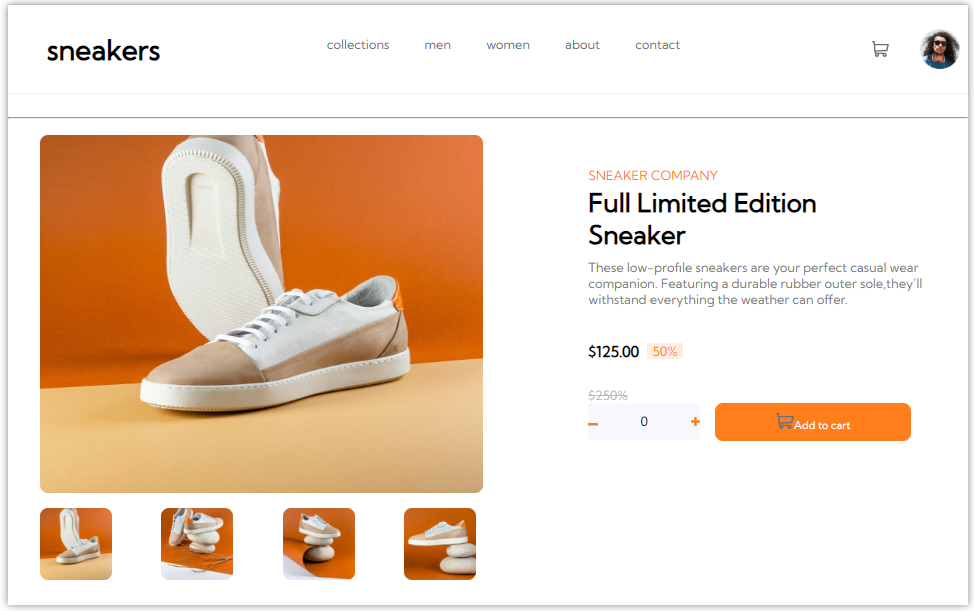 sneakers
collections men women about contact
SNEAKER COMPANY
Full Limited Edition
Sneaker
These low-profile sneakers are your perfect casual wear
companion. Featuring a durable rubber outer sole,they'll
withstand everything the weather can offer.
$125.00 50%
$250%
0
Add to cart